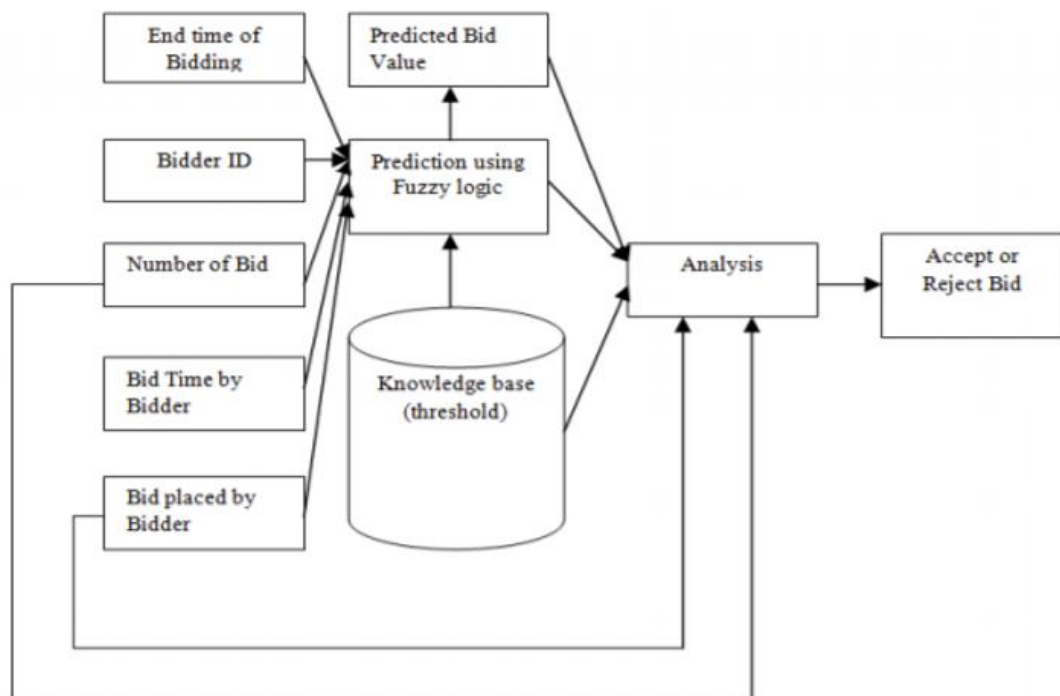 End time of
Bidding
Predicted Bid
Value
Bidder ID
Prediction using
Fuzzy logic
Number of Bid
Analysis
Accept or
Reject Bid
Bid Time by
Bidder
Knowledge base
(threshold)
Bid placed by
Bidder